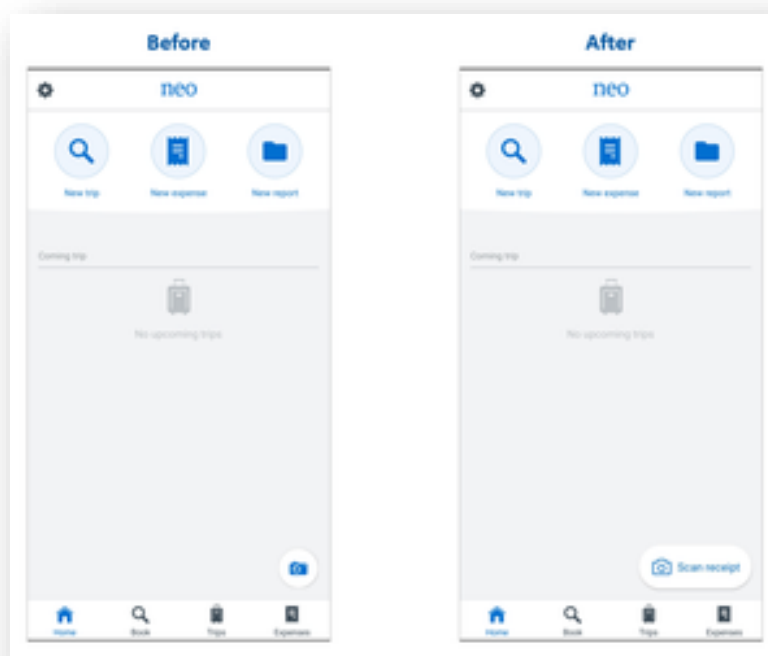 Before
neo
New trip New expense New report
Coming trip
No upcoming trips
Home Book Trips Expenses
After
neo
New trip New expense New report
Coming trip
No upcoming trips
Scan receipt
Home Book Trips Expenses